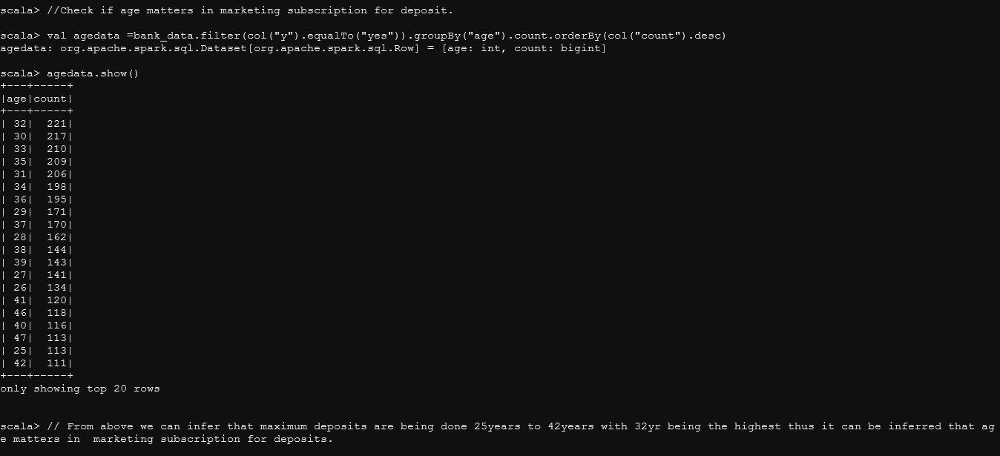 scala> //Check if age matters in marketing subscription for deposit.
scala> val agedata =bank_data.filter(col("y").equalTo("yes")).groupBy("age").count.orderBy(col("count").desc)
agedata: org.apache.spark.sql.Dataset[org.apache.spark.sql.Row] = [age: int, count: bigint]
scala> agedata.show()
+---+-----+
|age|count|
+---+-----+
| 32|  221|
| 30|  217|
| 33|  210|
| 35|  209|
| 31|  206|
| 34|  198|
| 36|  195|
| 29|  171|
| 37|  170|
| 28|  162|
| 38|  144|
| 39|  143|
| 27|  141|
| 26|  134|
| 41|  120|
| 46|  118|
| 40|  116|
| 47|  113|
| 25|  113|
| 42|  111|
+---+-----+
only showing top 20 rows
scala> // From above we can infer that maximum deposits are being done 25years to 42years with 32yr being the highest thus it can be inferred that ag
e matters in  marketing subscription for deposits.